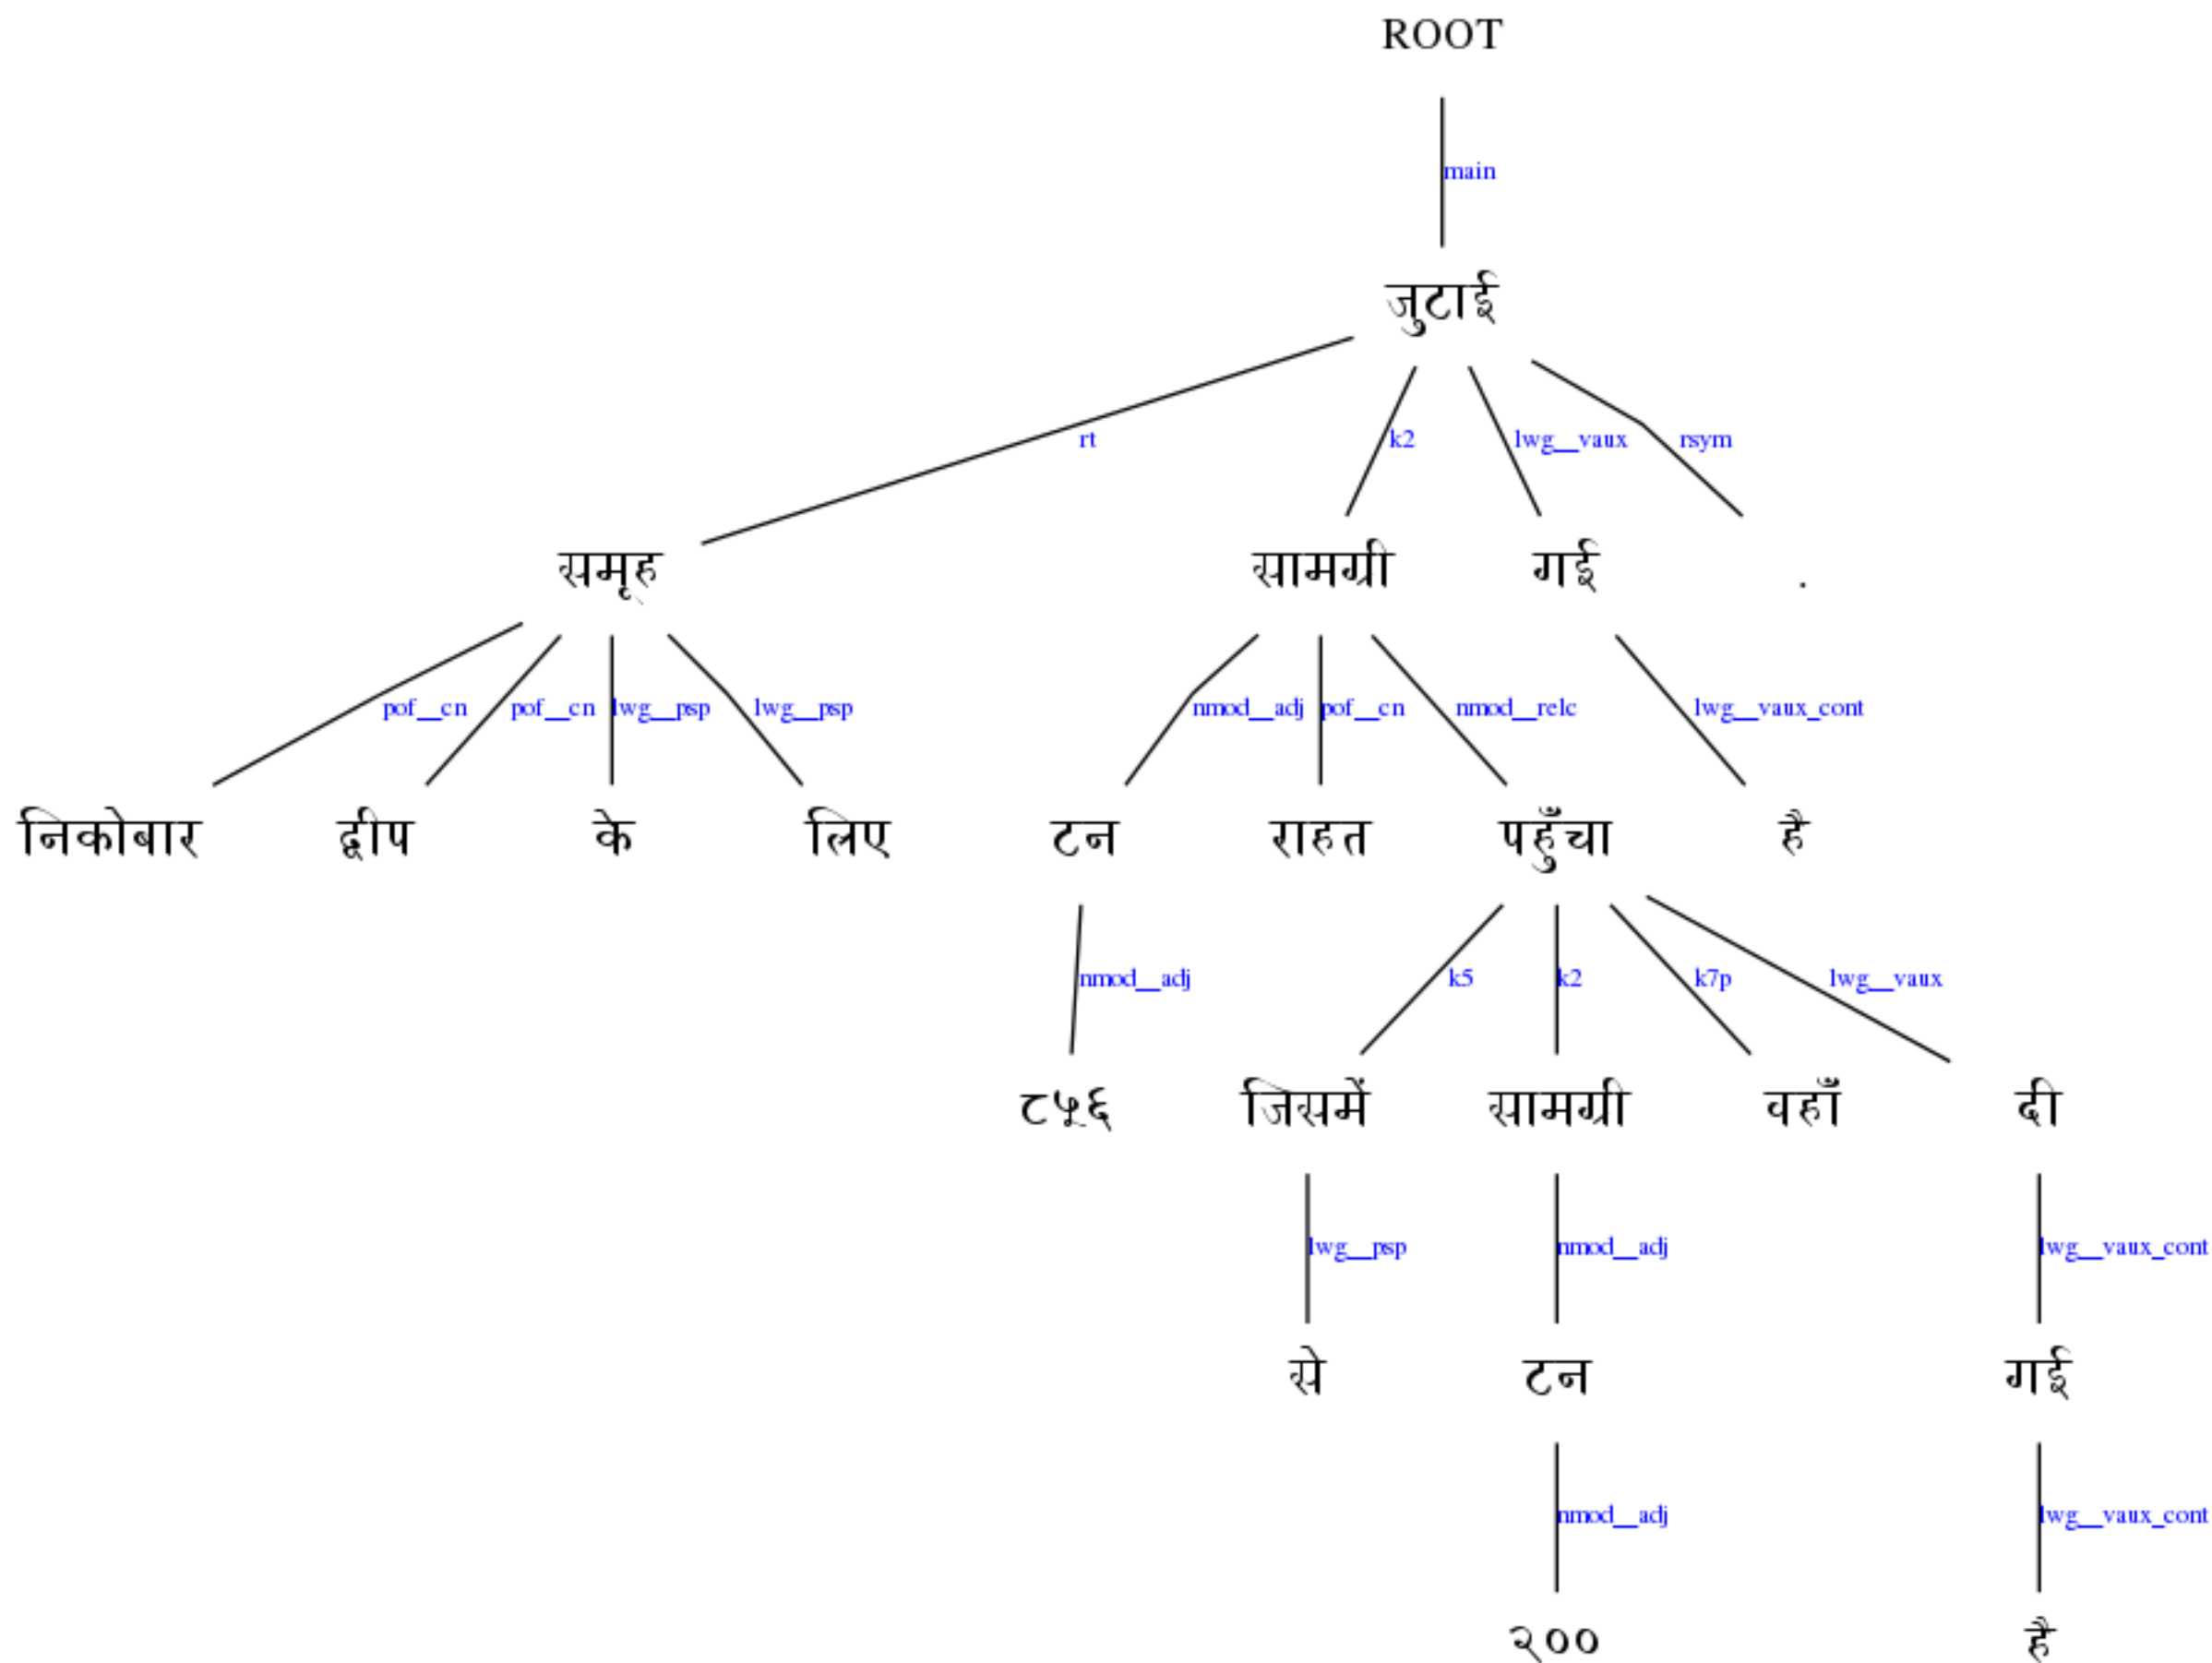 ROOT
main
जुटाई
rt k2 lwg__vaux rsym
समूह सामग्री गई .
pof__cn pof__cn lwg__psp lwg__psp nmod__adj pof__cn nmod__relc lwg__vaux_cont
निकोबार द्वीप के लिए टन राहत पहुँचा है
nmod__adj k5 k2 k7p lwg__vaux
८५६ जिसमें सामग्री वहाँ दी
lwg__psp nmod__adj lwg__vaux_cont
से टन गई
nmod__adj lwg__vaux_cont
२०० है